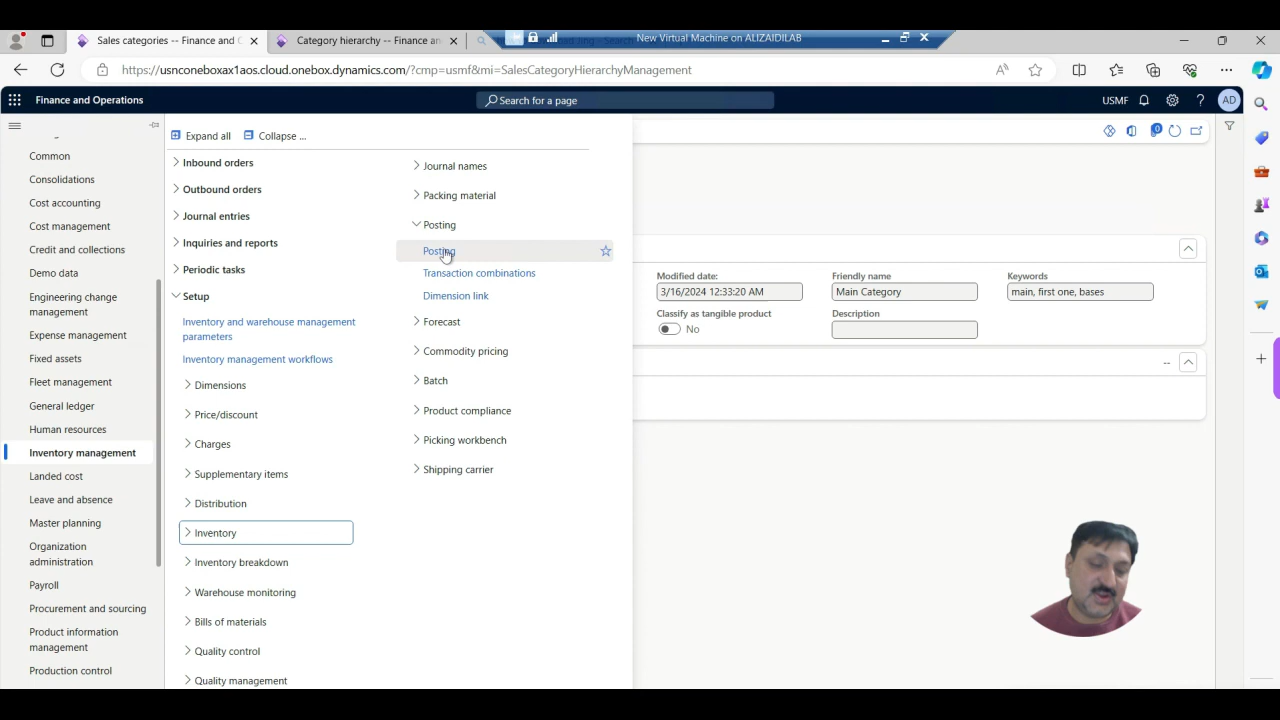 Sales categories -- Finance and C
Category hierarchy -- Finance an
New Virtual Machine on ALIZAIDILAB
https://usnconeboxax1aos.cloud.onebox.dynamics.com/?cmp=usmf&mi=SalesCategoryHierarchyManagement
Finance and Operations
Search for a page
USMF
AD
Expand all
Collapse ...
Common
Consolidations
Cost accounting
Cost management
Credit and collections
Demo data
Engineering change
management
Expense management
Fixed assets
Fleet management
General ledger
Human resources
Inventory management
Landed cost
Leave and absence
Master planning
Organization
administration
Payroll
Procurement and sourcing
Product information
management
Production control
Inbound orders
Outbound orders
Journal entries
Inquiries and reports
Periodic tasks
Setup
Inventory and warehouse management
parameters
Inventory management workflows
Dimensions
Price/discount
Charges
Supplementary items
Distribution
Inventory
Inventory breakdown
Warehouse monitoring
Bills of materials
Quality control
Quality management
Journal names
Packing material
Posting
Posting
Transaction combinations
Dimension link
Forecast
Commodity pricing
Batch
Product compliance
Picking workbench
Shipping carrier
Modified date:
3/16/2024 12:33:20 AM
Friendly name
Main Category
Keywords
main, first one, bases
Classify as tangible product
No
Description
--